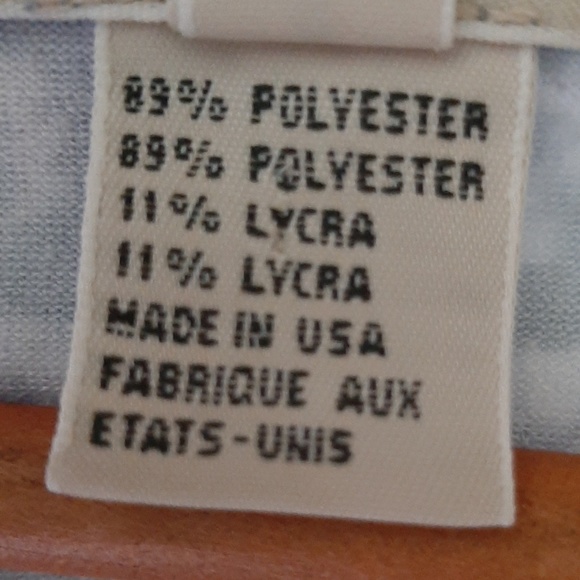 89% POLYESTER
89% POLYESTER
11% LYCRA
11% LYCRA
MADE IN USA
FABRIQUE AUX
ETATS-UNIS